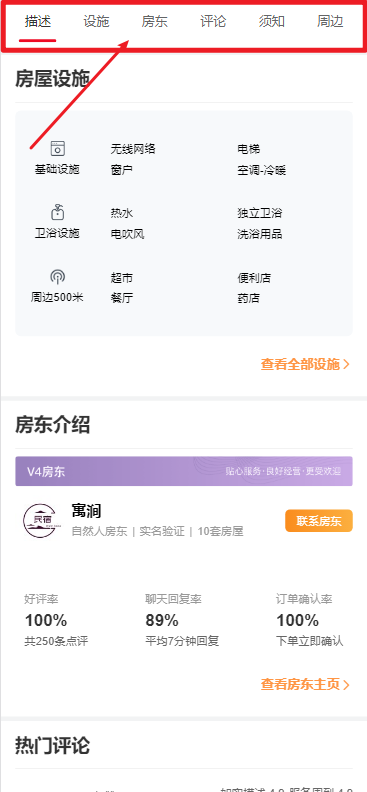 描述 设施 房东 评论 须知 周边
房屋设施
无线网络 电梯
基础设施 窗户 空调-冷暖
热水 独立卫浴
卫浴设施 电吹风 洗浴用品
超市 便利店
周边500米 餐厅 药店
查看全部设施 >
房东介绍
V4房东 贴心服务·良好经营·更受欢迎
民宿 寓涧
自然人房东 | 实名验证 | 10套房屋 联系房东
好评率 聊天回复率 订单确认率
100% 89% 100%
共250条点评 平均7分钟回复 下单立即确认
查看房东主页 >
热门评论